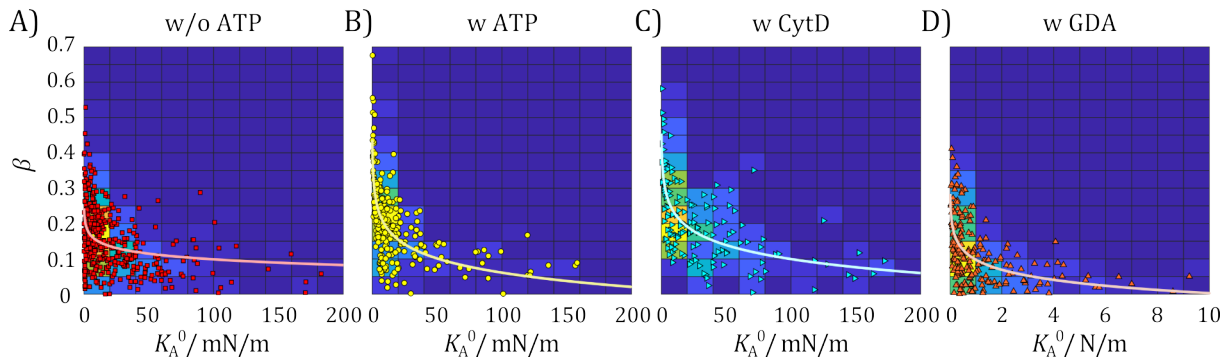 A) w/o ATP B) w ATP C) w CytD D) w GDA
0.7
0.6
0.5
0.4
0.3
0.2
0.1
0
β
0 50 100 150 200 0 50 100 150 200 0 50 100 150 200 0 2 4 6 8 10
K_A^0 / mN/m K_A^0 / mN/m K_A^0 / mN/m K_A^0 / N/m